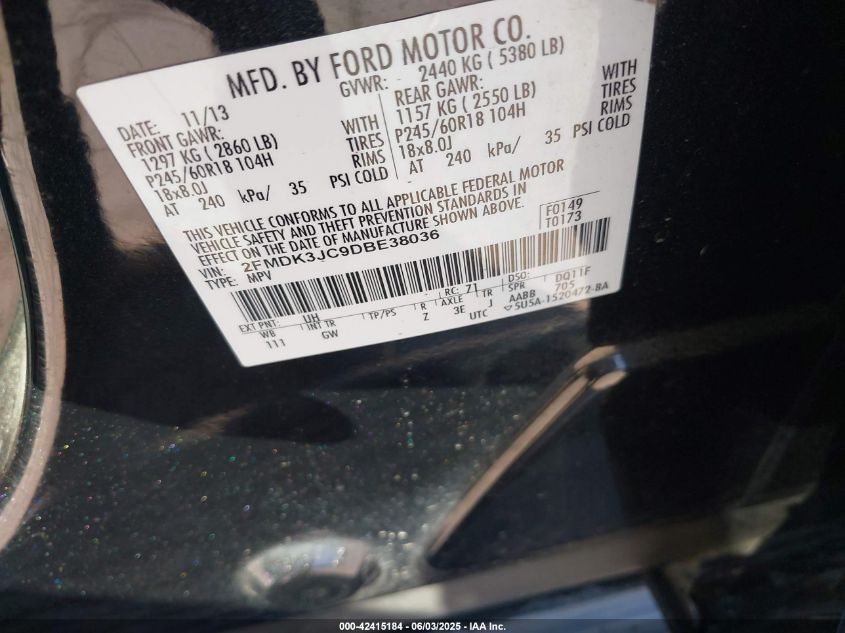 MFD. BY FORD MOTOR CO.
DATE: 11/13
GVWR: 2440 KG ( 5380 LB)
FRONT GAWR:
1297 KG ( 2860 LB)
P245/60R18 104H
18x8.0J
AT 240 kPa/ 35 PSI COLD
WITH
TIRES
RIMS
REAR GAWR:
1157 KG ( 2550 LB)
P245/60R18 104H
18x8.0J
AT 240 kPa/ 35 PSI COLD
WITH
TIRES
RIMS
THIS VEHICLE CONFORMS TO ALL APPLICABLE FEDERAL MOTOR
VEHICLE SAFETY AND THEFT PREVENTION STANDARDS IN
EFFECT ON THE DATE OF MANUFACTURE SHOWN ABOVE.
VIN: 2FMDK3JC9DBE38036
TYPE: MPV
F0149
T0173
EXT PNT: UH RC: 71 DSO:
WB INT TR TP/PS R AXLE TR SPR
111 GW Z 3E J AABB 705
DQ11F
UTC ▽5U5A-1520472-BA
000-42415184 - 06/03/2025 - IAA Inc.